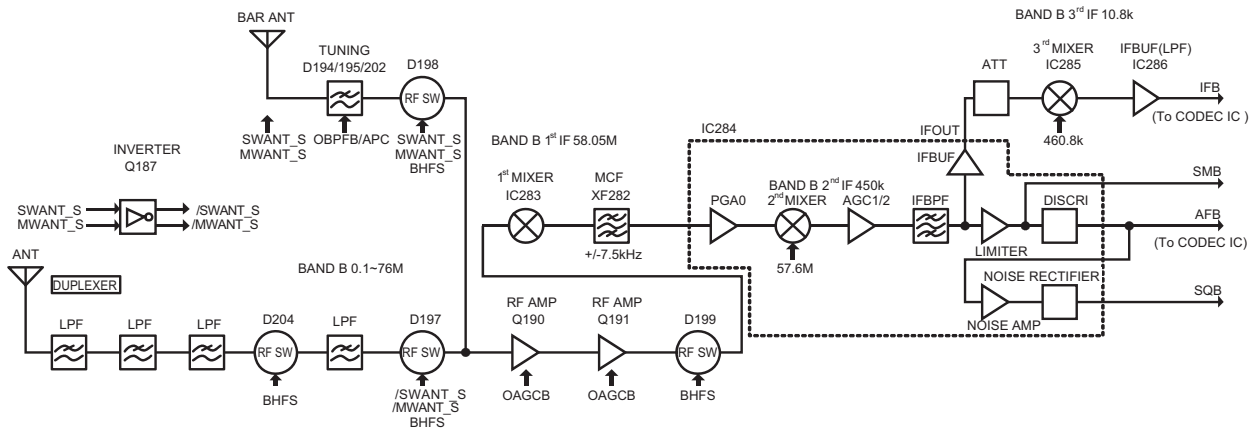 BAR ANT
TUNING
D194/195/202
D198
RF SW
SWANT_S
MWANT_S
OBPFB/APC
SWANT_S
MWANT_S
BHFS
INVERTER
Q187
SWANT_S
MWANT_S
/SWANT_S
/MWANT_S
ANT
DUPLEXER
BAND B 0.1~76M
LPF
LPF
LPF
D204
RF SW
BHFS
LPF
D197
RF SW
/SWANT_S
/MWANT_S
BHFS
RF AMP
Q190
OAGCB
RF AMP
Q191
OAGCB
D199
RF SW
BHFS
BAND B 1st IF 58.05M
1st MIXER
IC283
MCF
XF282
+/-7.5kHz
IC284
PGA0
BAND B 2nd IF 450k
2nd MIXER
57.6M
AGC1/2
IFBPF
IFBUF
IFOUT
LIMITER
DISCRI
NOISE RECTIFIER
NOISE AMP
BAND B 3rd IF 10.8k
ATT
3rd MIXER
IC285
460.8k
IFBUF(LPF)
IC286
IFB
(To CODEC IC )
SMB
AFB
(To CODEC IC)
SQB